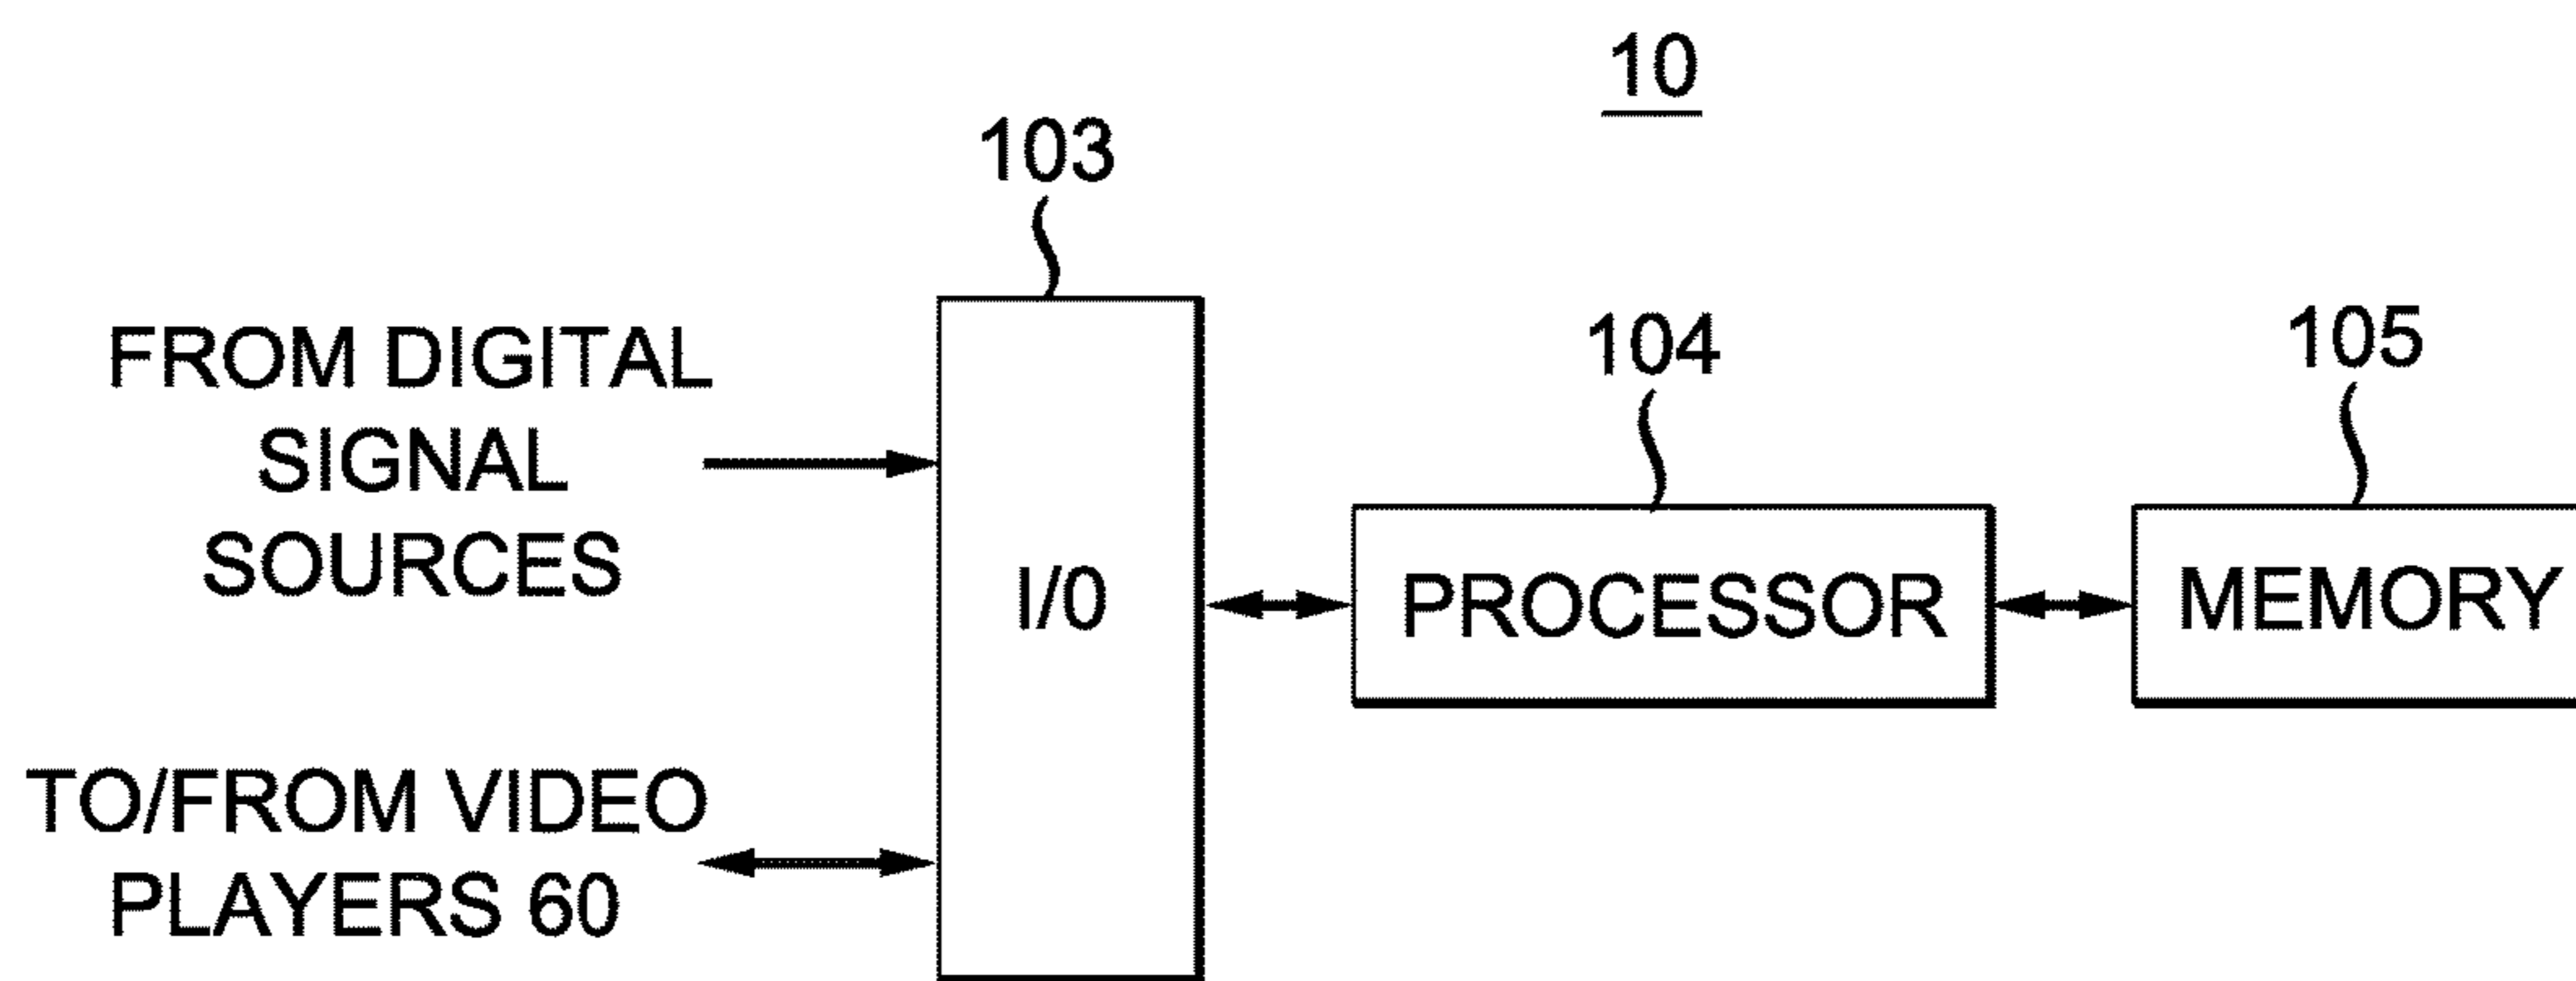 10
103
FROM DIGITAL
SIGNAL
SOURCES
104
105
I/0
PROCESSOR
MEMORY
TO/FROM VIDEO
PLAYERS 60